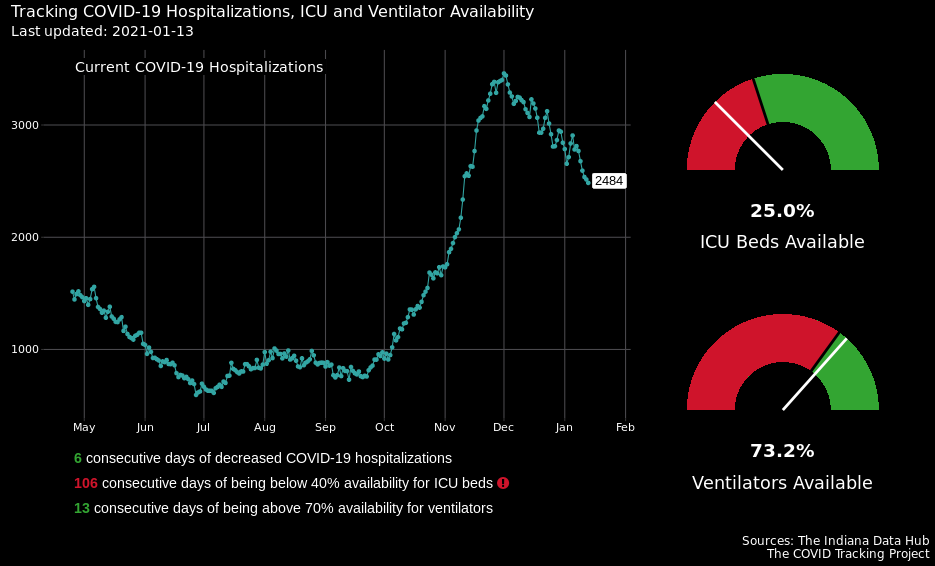 Tracking COVID-19 Hospitalizations, ICU and Ventilator Availability
Last updated: 2021-01-13
Current COVID-19 Hospitalizations
3000
2000
1000
2484
May Jun Jul Aug Sep Oct Nov Dec Jan Feb
25.0%
ICU Beds Available
73.2%
Ventilators Available
6 consecutive days of decreased COVID-19 hospitalizations
106 consecutive days of being below 40% availability for ICU beds !
13 consecutive days of being above 70% availability for ventilators
Sources: The Indiana Data Hub
The COVID Tracking Project